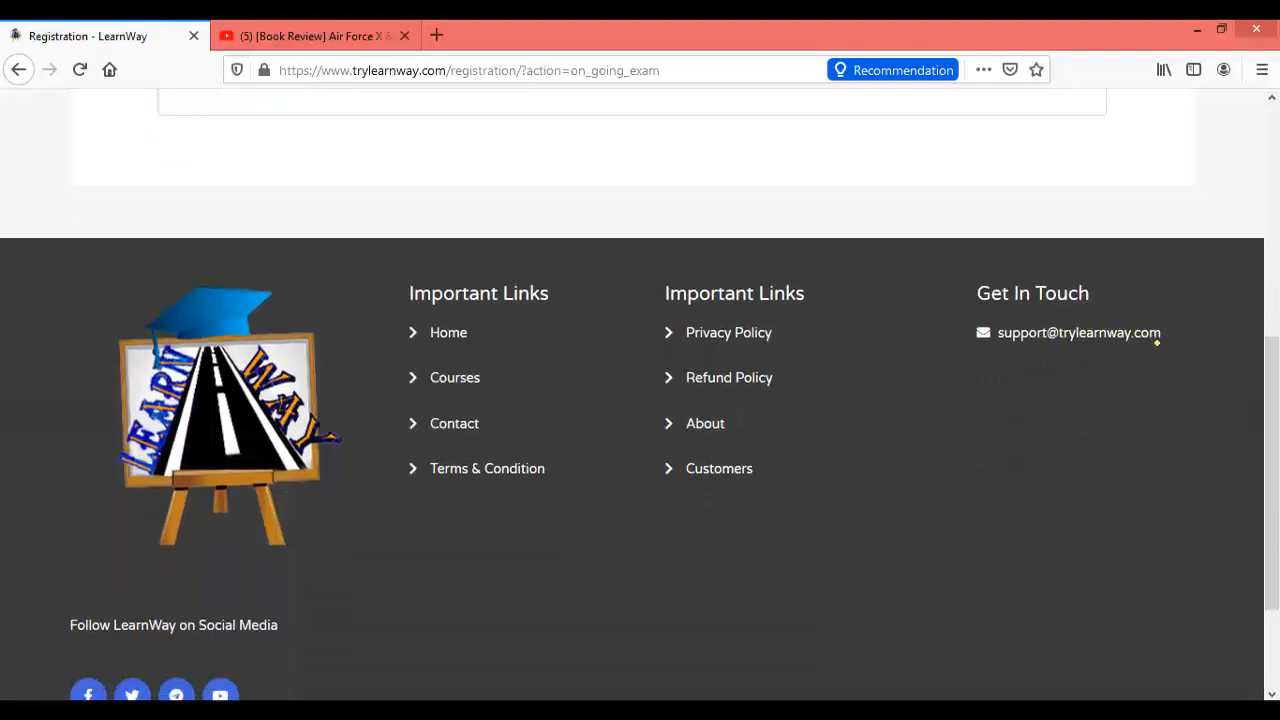 Registration - LearnWay
(5) [Book Review] Air Force X &
https://www.trylearnway.com/registration/?action=on_going_exam
Recommendation
LEARN WAY
Important Links
Home
Courses
Contact
Terms & Condition
Important Links
Privacy Policy
Refund Policy
About
Customers
Get In Touch
support@trylearnway.com
Follow LearnWay on Social Media